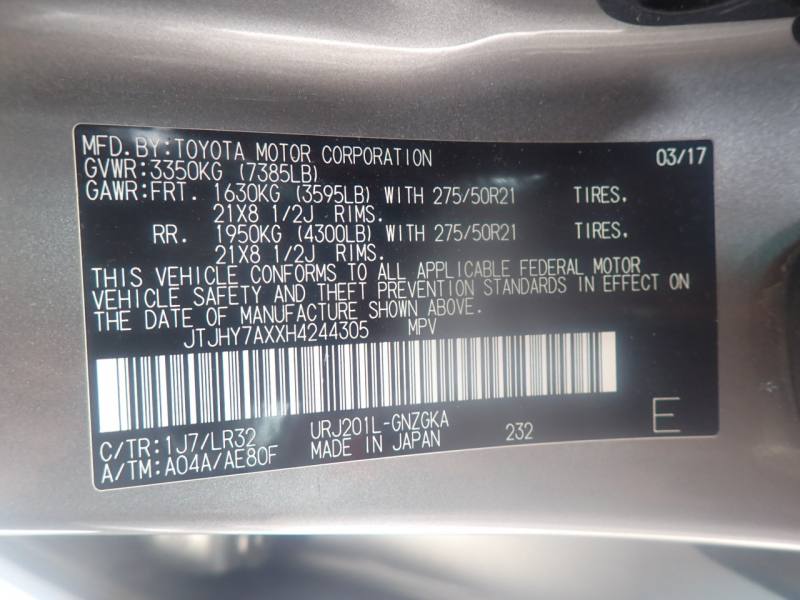 MFD.BY:TOYOTA MOTOR CORPORATION 03/17
GVWR:3350KG (7385LB)
GAWR:FRT. 1630KG (3595LB) WITH 275/50R21 TIRES.
21X8 1/2J RIMS.
RR. 1950KG (4300LB) WITH 275/50R21 TIRES.
21X8 1/2J RIMS.
THIS VEHICLE CONFORMS TO ALL APPLICABLE FEDERAL MOTOR
VEHICLE SAFETY AND THEFT PREVENTION STANDARDS IN EFFECT ON
THE DATE OF MANUFACTURE SHOWN ABOVE.
JTJHY7AXXH4244305 MPV
C/TR:1J7/LR32 URJ201L-GNZGKA
A/TM:A04A/AE80F MADE IN JAPAN 232 E